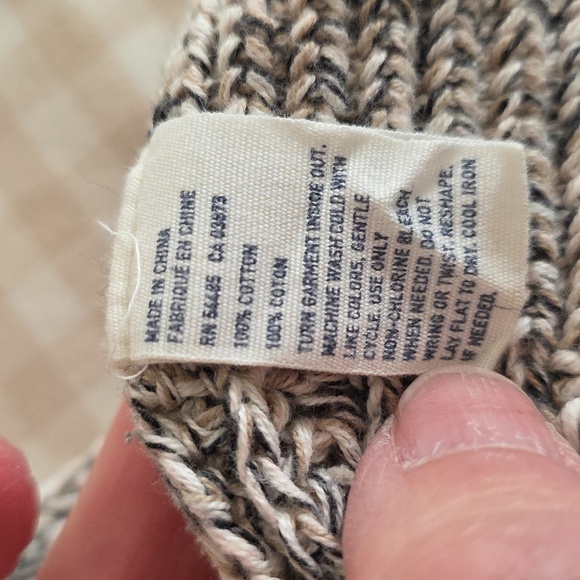 MADE IN CHINA
FABRIQUÉ EN CHINE
RN 54485 CA 03873
100% COTTON
100% COTON
TURN GARMENT INSIDE OUT.
MACHINE WASH COLD WITH
LIKE COLORS, GENTLE
CYCLE. USE ONLY
NON-CHLORINE BLEACH
WHEN NEEDED. DO NOT
WRING OR TWIST. RESHAPE.
LAY FLAT TO DRY. COOL IRON
IF NEEDED.